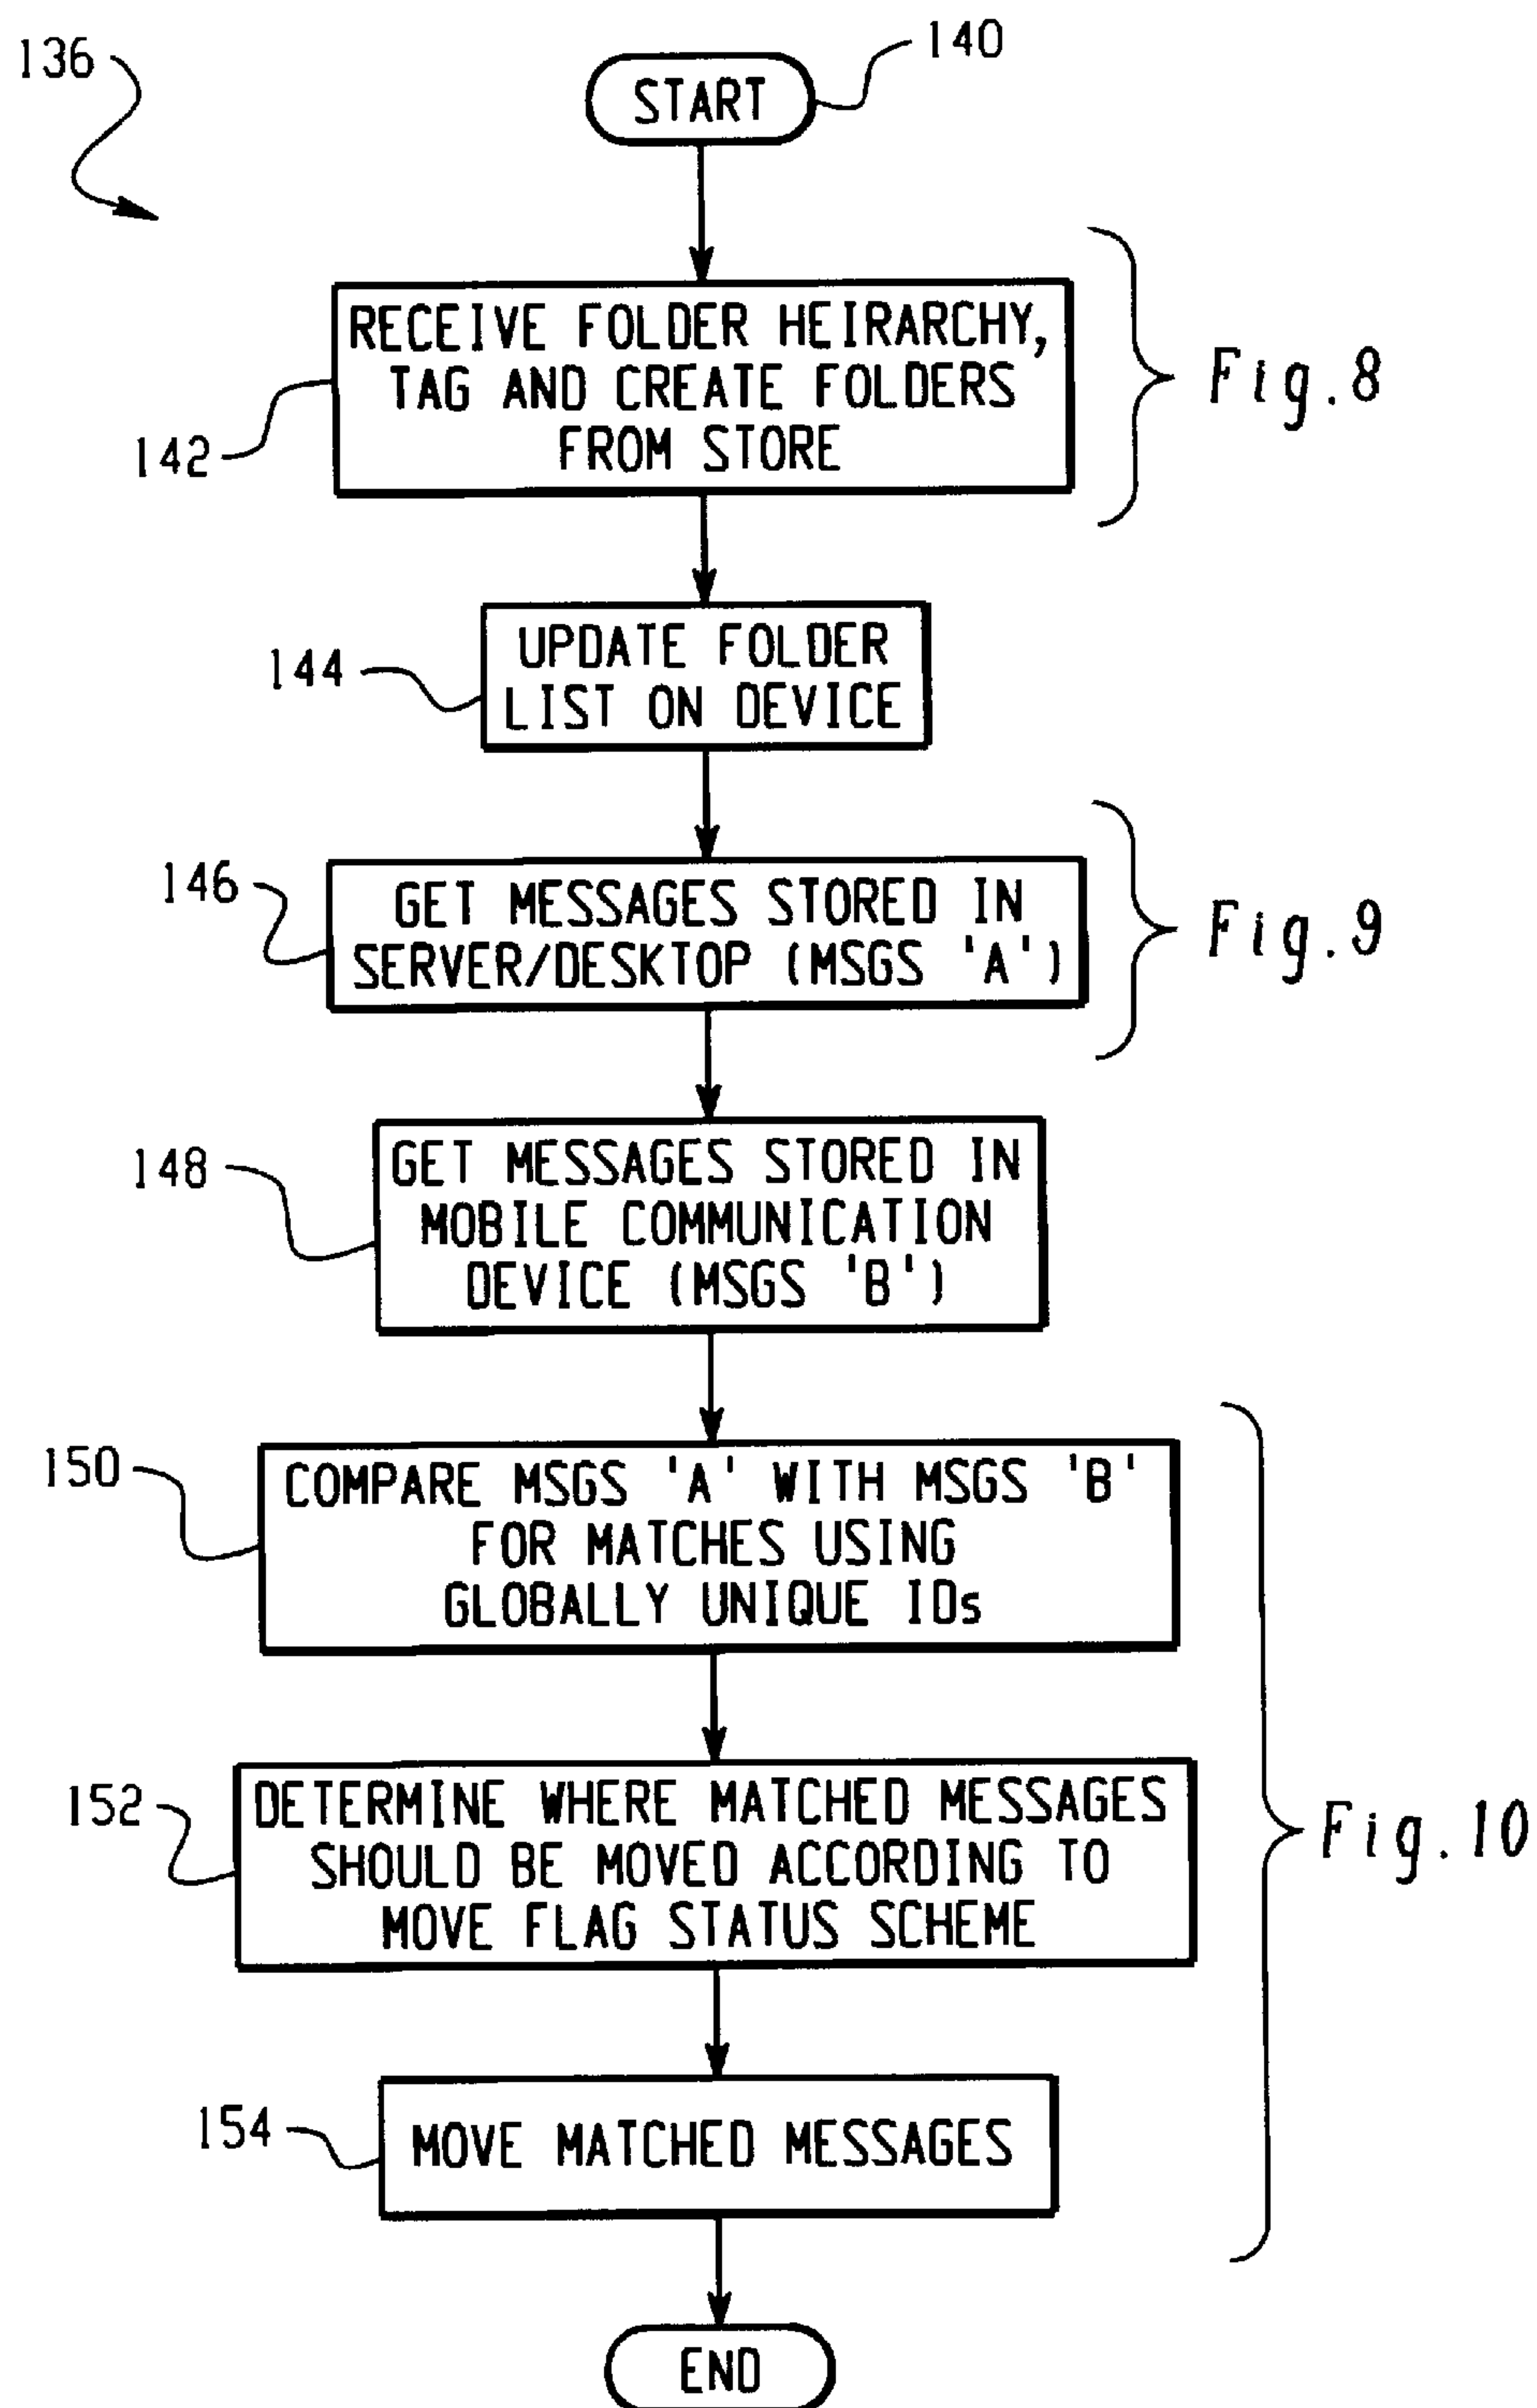 136
START
140
RECEIVE FOLDER HEIRARCHY,
TAG AND CREATE FOLDERS
FROM STORE
142
Fig.8
UPDATE FOLDER
LIST ON DEVICE
144
146
GET MESSAGES STORED IN
SERVER/DESKTOP (MSGS 'A')
Fig.9
148
GET MESSAGES STORED IN
MOBILE COMMUNICATION
DEVICE (MSGS 'B')
150
COMPARE MSGS 'A' WITH MSGS 'B'
FOR MATCHES USING
GLOBALLY UNIQUE IDs
152
DETERMINE WHERE MATCHED MESSAGES
SHOULD BE MOVED ACCORDING TO
MOVE FLAG STATUS SCHEME
Fig.10
154
MOVE MATCHED MESSAGES
END